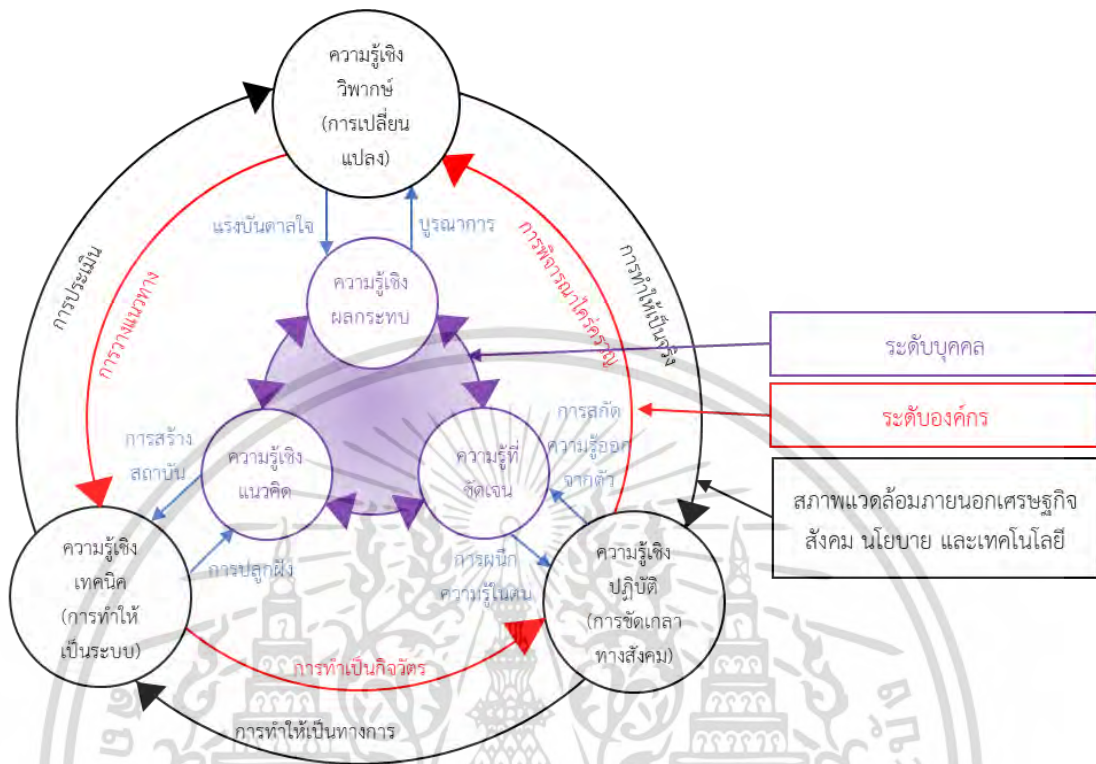 ความรู้เชิง
วิพากษ์
(การเปลี่ยน
แปลง)
แรงบันดาลใจ
บูรณาการ
การประเมิน
การวางแนวทาง
การพิจารณาไคร่ครวญ
การทำให้เป็นจริง
ความรู้เชิง
ผลกระทบ
ระดับบุคคล
ระดับองค์กร
สภาพแวดล้อมภายนอกเศรษฐกิจ
สังคม นโยบาย และเทคโนโลยี
การสร้าง
สถาบัน
ความรู้เชิง
แนวคิด
ความรู้ที่
ชัดเจน
การสกัด
ความรู้ออก
จากตัว
ความรู้เชิง
เทคนิค
(การทำให้
เป็นระบบ)
การปลูกฝัง
การผนึก
ความรู้ในตน
ความรู้เชิง
ปฏิบัติ
(การขัดเกลา
ทางสังคม)
การทำเป็นกิจวัตร
การทำให้เป็นทางการ